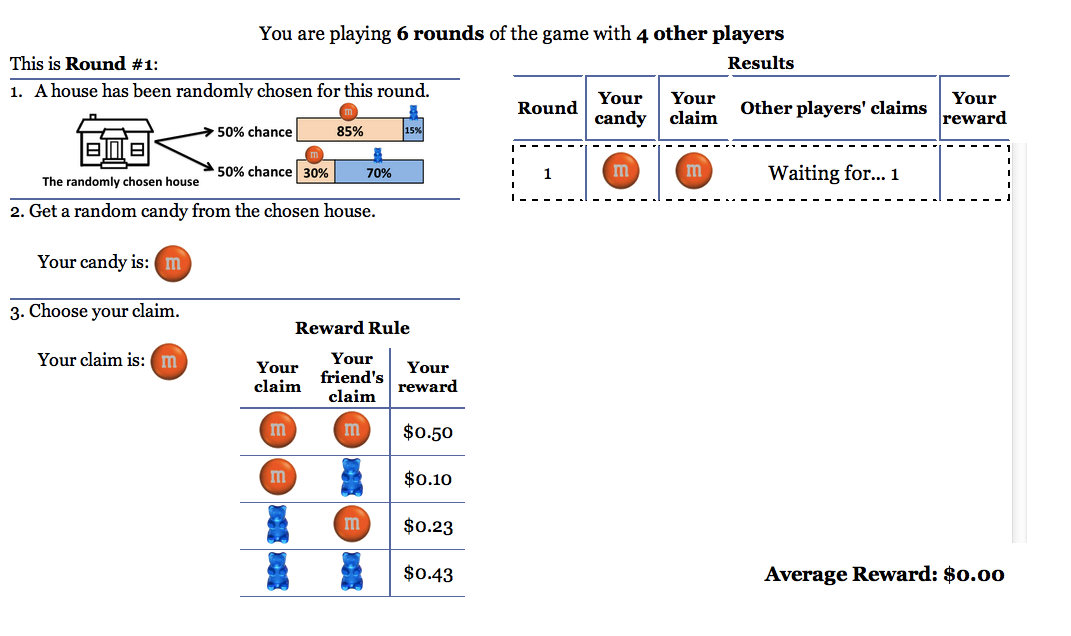 You are playing 6 rounds of the game with 4 other players
This is Round #1:
1. A house has been randomly chosen for this round.
The randomly chosen house
50% chance
m
85%
15%
50% chance
m
30%
70%
2. Get a random candy from the chosen house.
Your candy is: m
3. Choose your claim.
Your claim is: m
Reward Rule
Your claim
Your friend's claim
Your reward
m m $0.50
m $0.10
m $0.23
$0.43
Results
Round
Your candy
Your claim
Other players' claims
Your reward
1 m m Waiting for... 1
Average Reward: $0.00